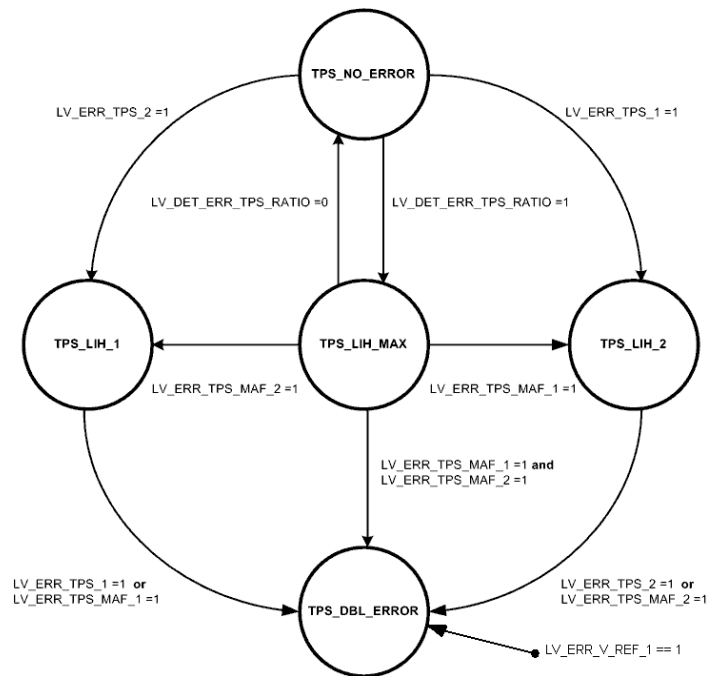 TPS_NO_ERROR
LV_ERR_TPS_2 =1
LV_ERR_TPS_1 =1
LV_DET_ERR_TPS_RATIO =0
LV_DET_ERR_TPS_RATIO =1
TPS_LIH_1
TPS_LIH_MAX
TPS_LIH_2
LV_ERR_TPS_MAF_2 =1
LV_ERR_TPS_MAF_1 =1
LV_ERR_TPS_MAF_1 =1 and
LV_ERR_TPS_MAF_2 =1
LV_ERR_TPS_1 =1 or
LV_ERR_TPS_MAF_1 =1
LV_ERR_TPS_2 =1 or
LV_ERR_TPS_MAF_2 =1
TPS_DBL_ERROR
LV_ERR_V_REF_1 == 1